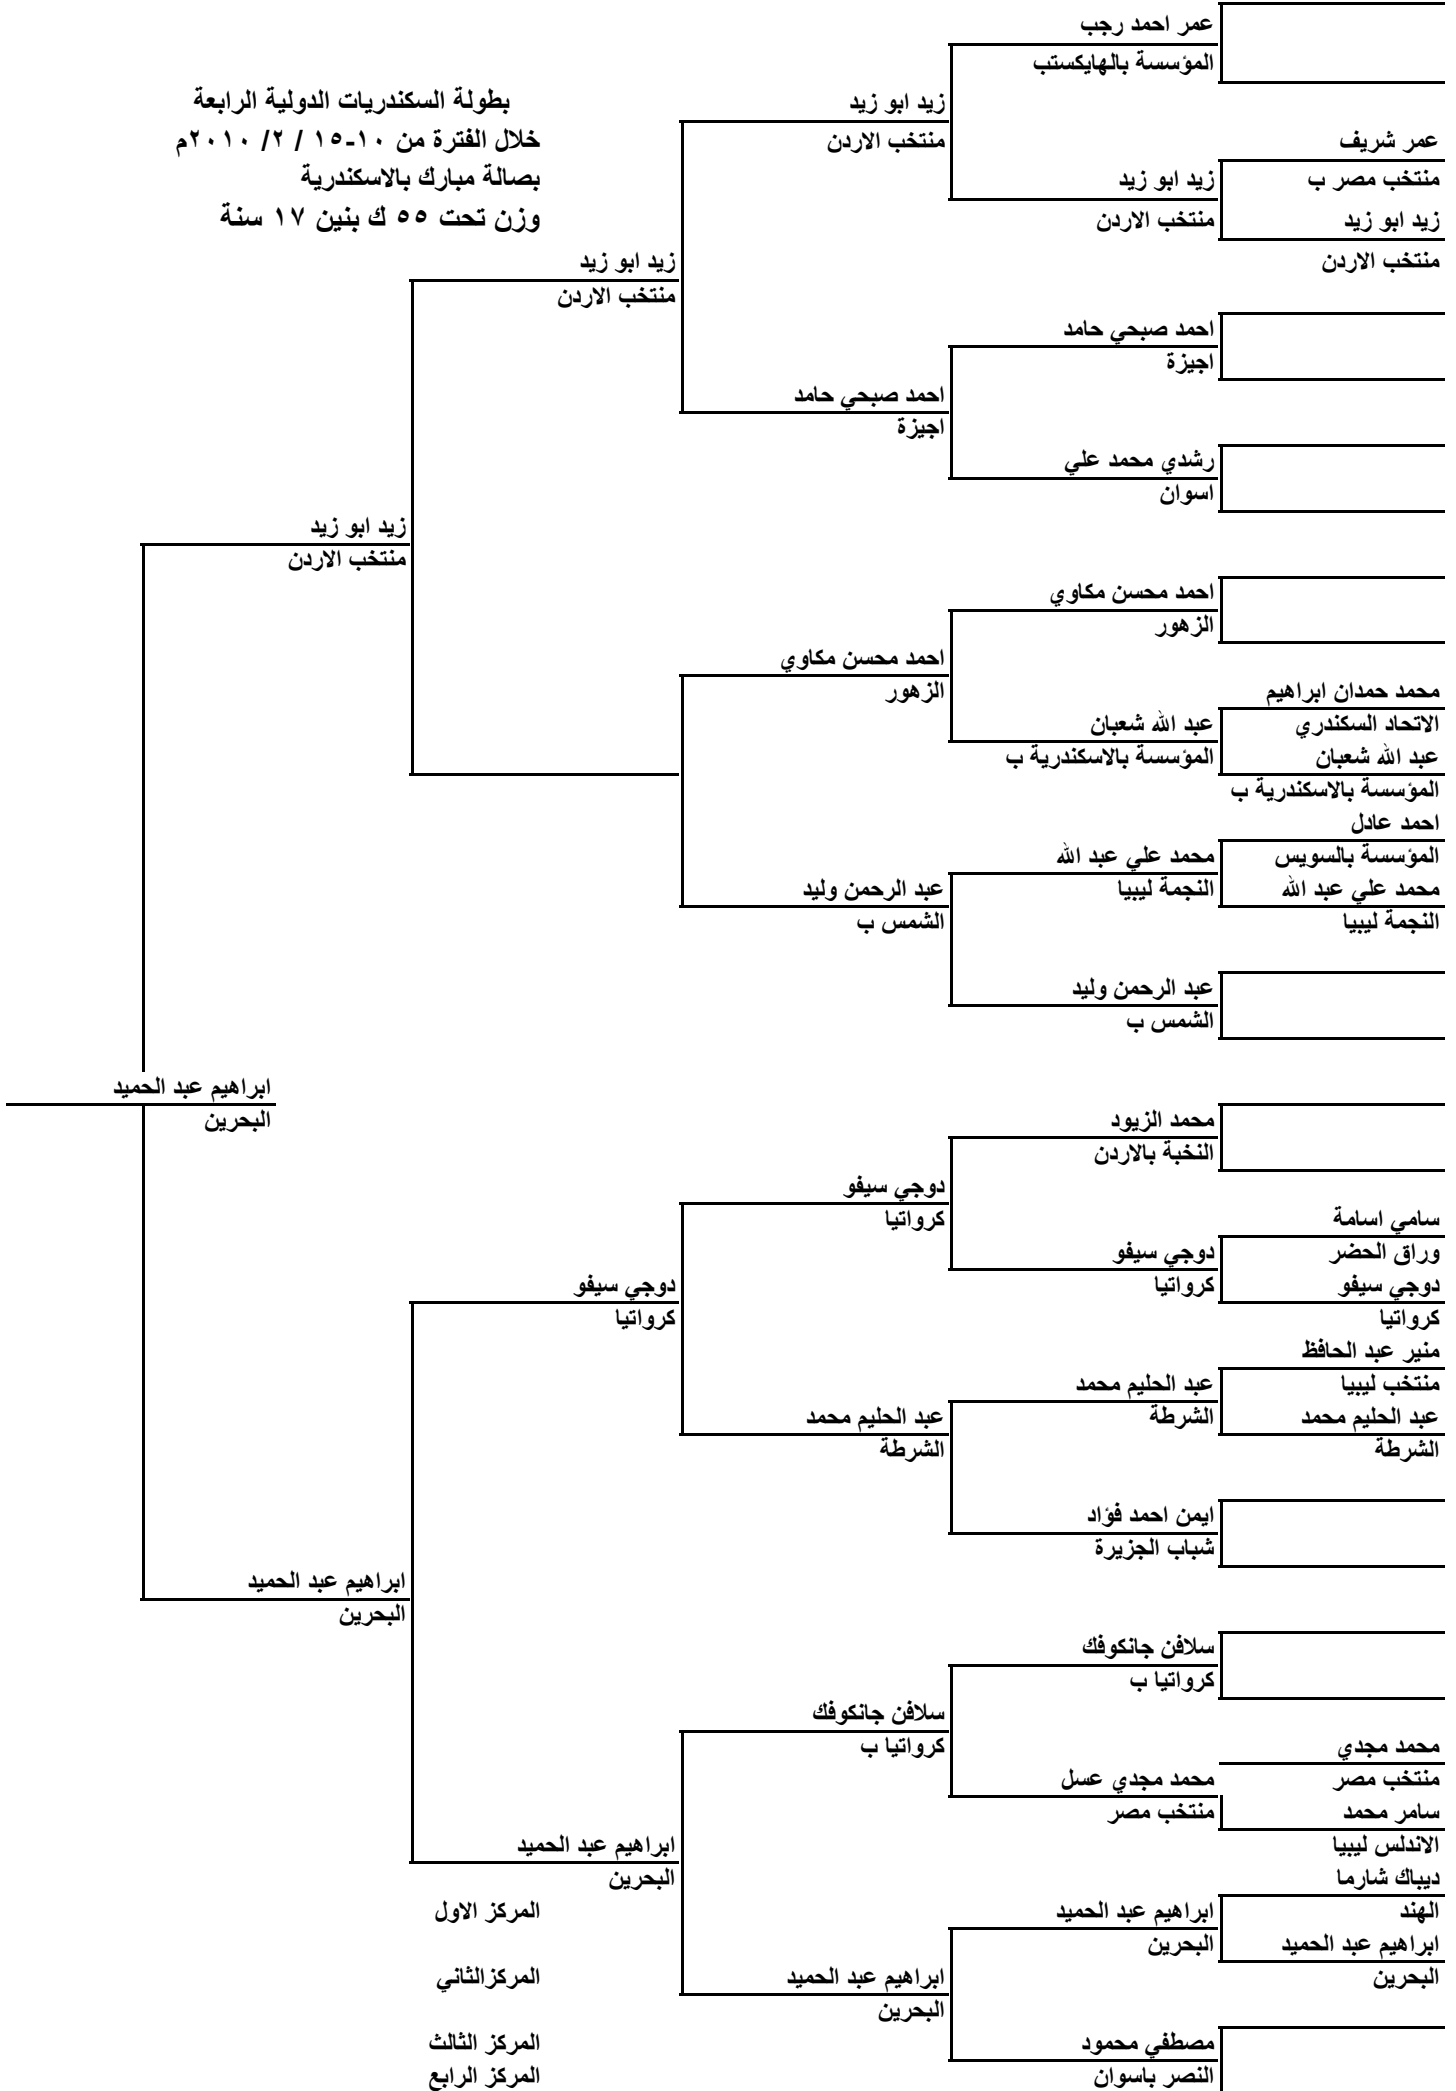 بطولة السكندريات الدولية الرابعة
خلال الفترة من ١٠-١٥ / ٢/ ٢٠١٠م
بصالة مبارك بالاسكندرية
وزن تحت ٥٥ ك بنين ١٧ سنة
عمر شريف
منتخب مصر ب
زيد ابو زيد
منتخب الاردن
محمد حمدان ابراهيم
الاتحاد السكندري
عبد الله شعبان
المؤسسة بالاسكندرية ب
احمد عادل
المؤسسة بالسويس
محمد علي عبد الله
النجمة ليبيا
سامي اسامة
وراق الحضر
دوجي سيفو
كرواتيا
منير عبد الحافظ
منتخب ليبيا
عبد الحليم محمد
الشرطة
محمد مجدي
منتخب مصر
سامر محمد
الاندلس ليبيا
ديباك شارما
الهند
ابراهيم عبد الحميد
البحرين
عمر احمد رجب
المؤسسة بالهايكستب
زيد ابو زيد
منتخب الاردن
احمد صبحي حامد
اجيزة
رشدي محمد علي
اسوان
احمد محسن مكاوي
الزهور
عبد الله شعبان
المؤسسة بالاسكندرية ب
محمد علي عبد الله
النجمة ليبيا
عبد الرحمن وليد
الشمس ب
محمد الزيود
النخبة بالاردن
دوجي سيفو
كرواتيا
عبد الحليم محمد
الشرطة
ايمن احمد فؤاد
شباب الجزيرة
سلافن جانكوفك
كرواتيا ب
محمد مجدي عسل
منتخب مصر
ابراهيم عبد الحميد
البحرين
مصطفي محمود
النصر باسوان
زيد ابو زيد
منتخب الاردن
احمد صبحي حامد
اجيزة
احمد محسن مكاوي
الزهور
عبد الرحمن وليد
الشمس ب
دوجي سيفو
كرواتيا
عبد الحليم محمد
الشرطة
سلافن جانكوفك
كرواتيا ب
ابراهيم عبد الحميد
البحرين
زيد ابو زيد
منتخب الاردن
دوجي سيفو
كرواتيا
ابراهيم عبد الحميد
البحرين
زيد ابو زيد
منتخب الاردن
ابراهيم عبد الحميد
البحرين
ابراهيم عبد الحميد
البحرين
المركز الاول
المركزالثاني
المركز الثالث
المركز الرابع